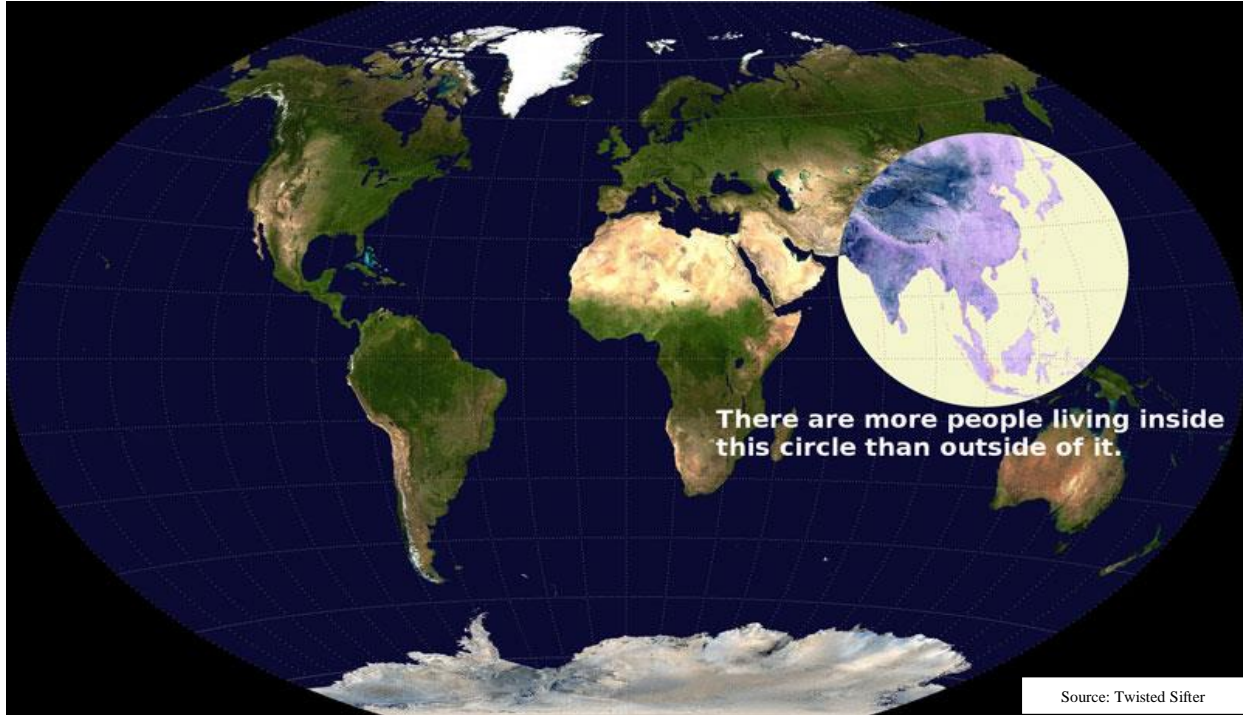 There are more people living inside
this circle than outside of it.
Source: Twisted Sifter